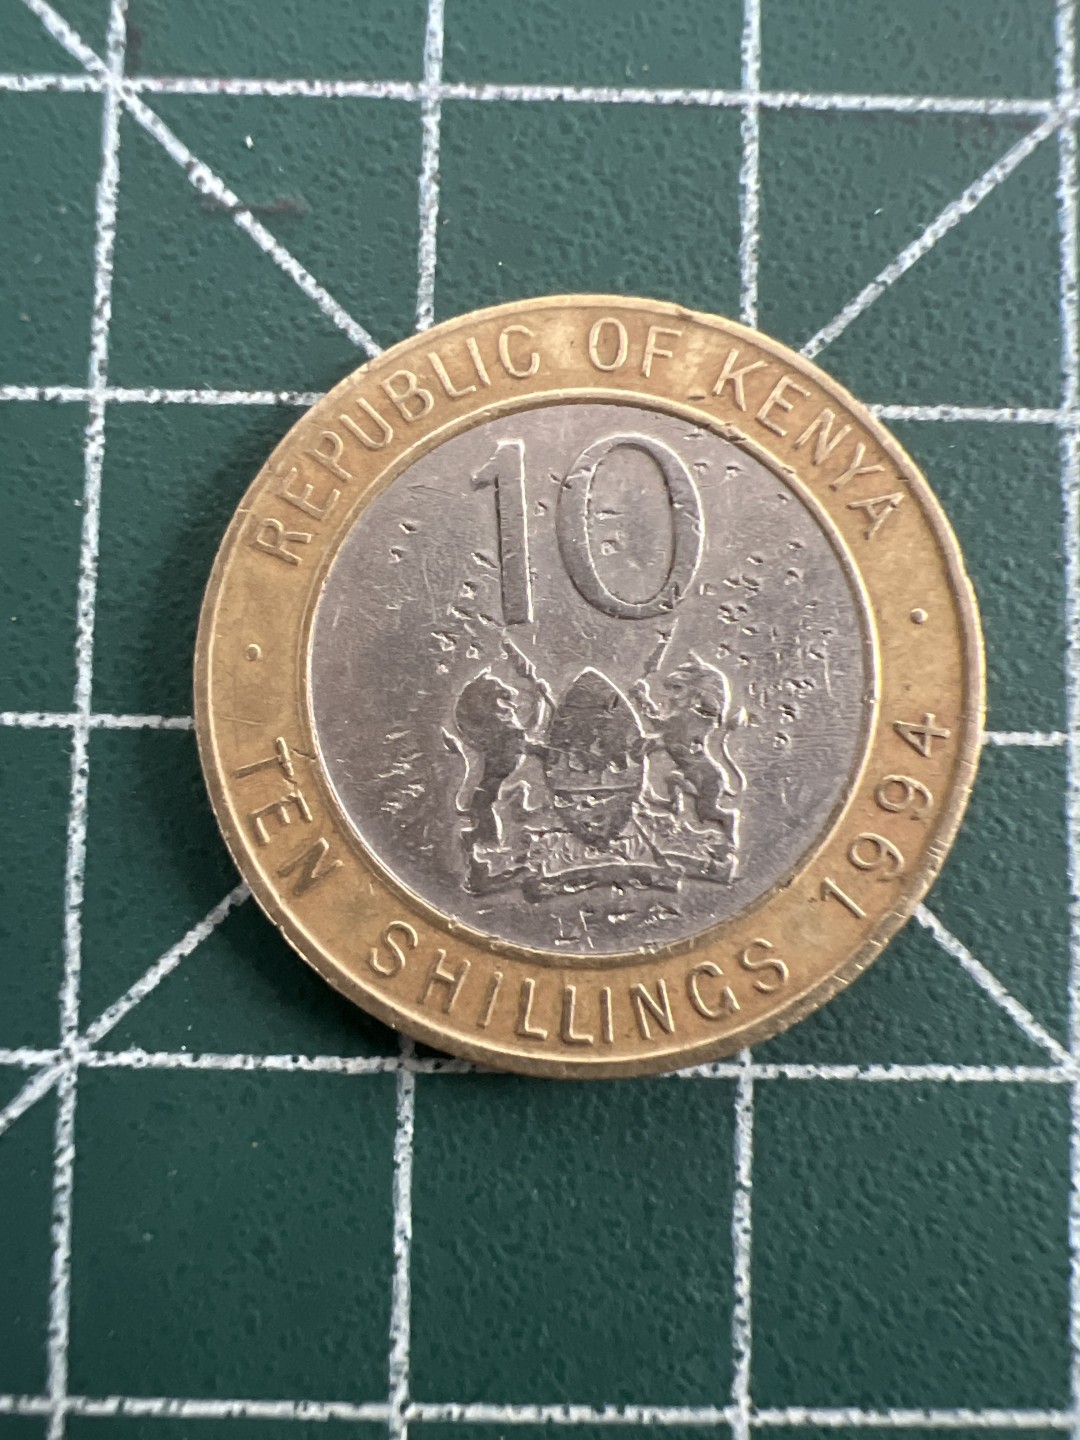 REPUBLIC OF KENYA
10
TEN SHILLINGS 1994